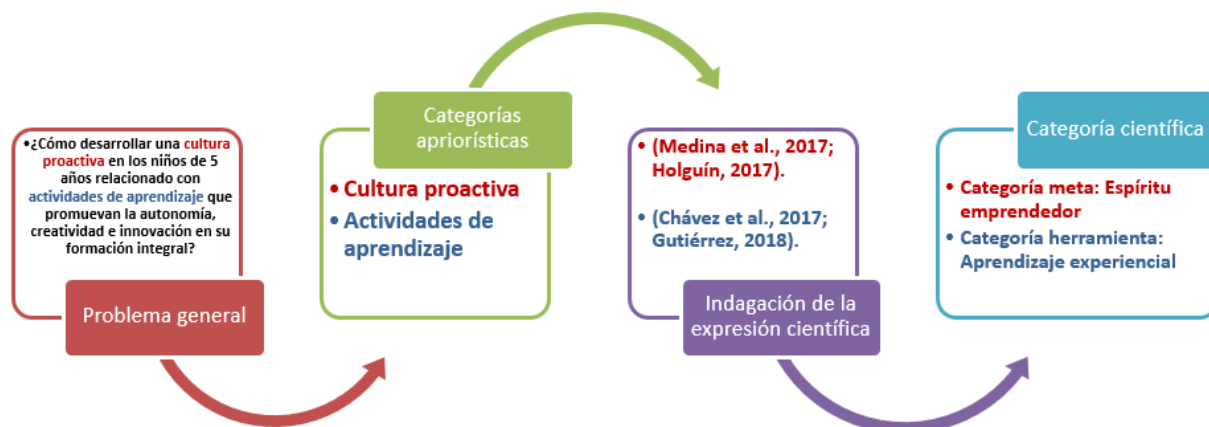 •¿Cómo desarrollar una cultura
proactiva en los niños de 5
años relacionado con
actividades de aprendizaje que
promuevan la autonomía,
creatividad e innovación en su
formación integral?
Problema general
Categorías
apriorísticas
• Cultura proactiva
• Actividades de
aprendizaje
• (Medina et al., 2017;
Holguín, 2017).
• (Chávez et al., 2017;
Gutiérrez, 2018).
Indagación de la
expresión científica
Categoría científica
• Categoría meta: Espíritu
emprendedor
• Categoría herramienta:
Aprendizaje experiencial